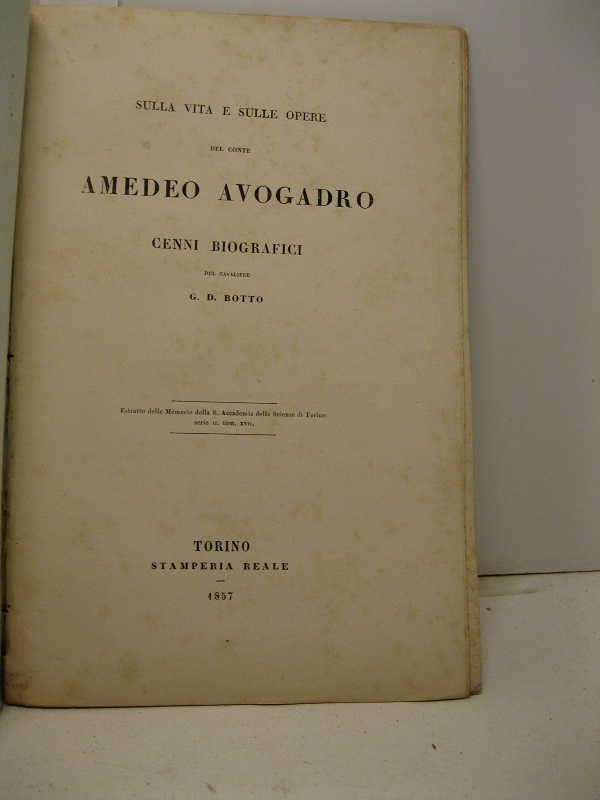 SULLA VITA E SULLE OPERE
DEL CONTE
AMEDEO AVOGADRO
CENNI BIOGRAFICI
DEL CAVALIERE
G. D. BOTTO
Estratto delle Memorie della R. Accademia delle Scienze di Torino
serie II. tom. XVII.
TORINO
STAMPERIA REALE
1857